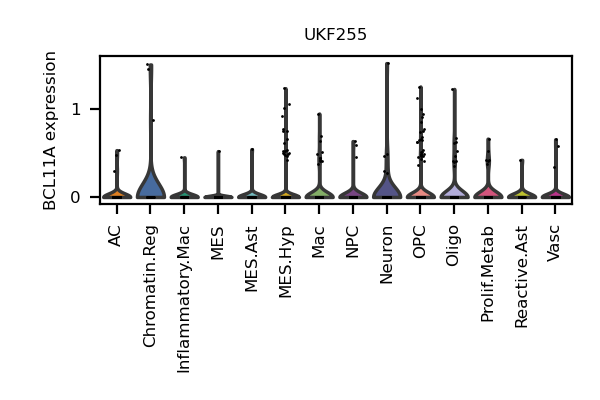 UKF255
BCL11A expression
1
0
AC
Chromatin.Reg
Inflammatory.Mac
MES
MES.Ast
MES.Hyp
Mac
NPC
Neuron
OPC
Oligo
Prolif.Metab
Reactive.Ast
Vasc